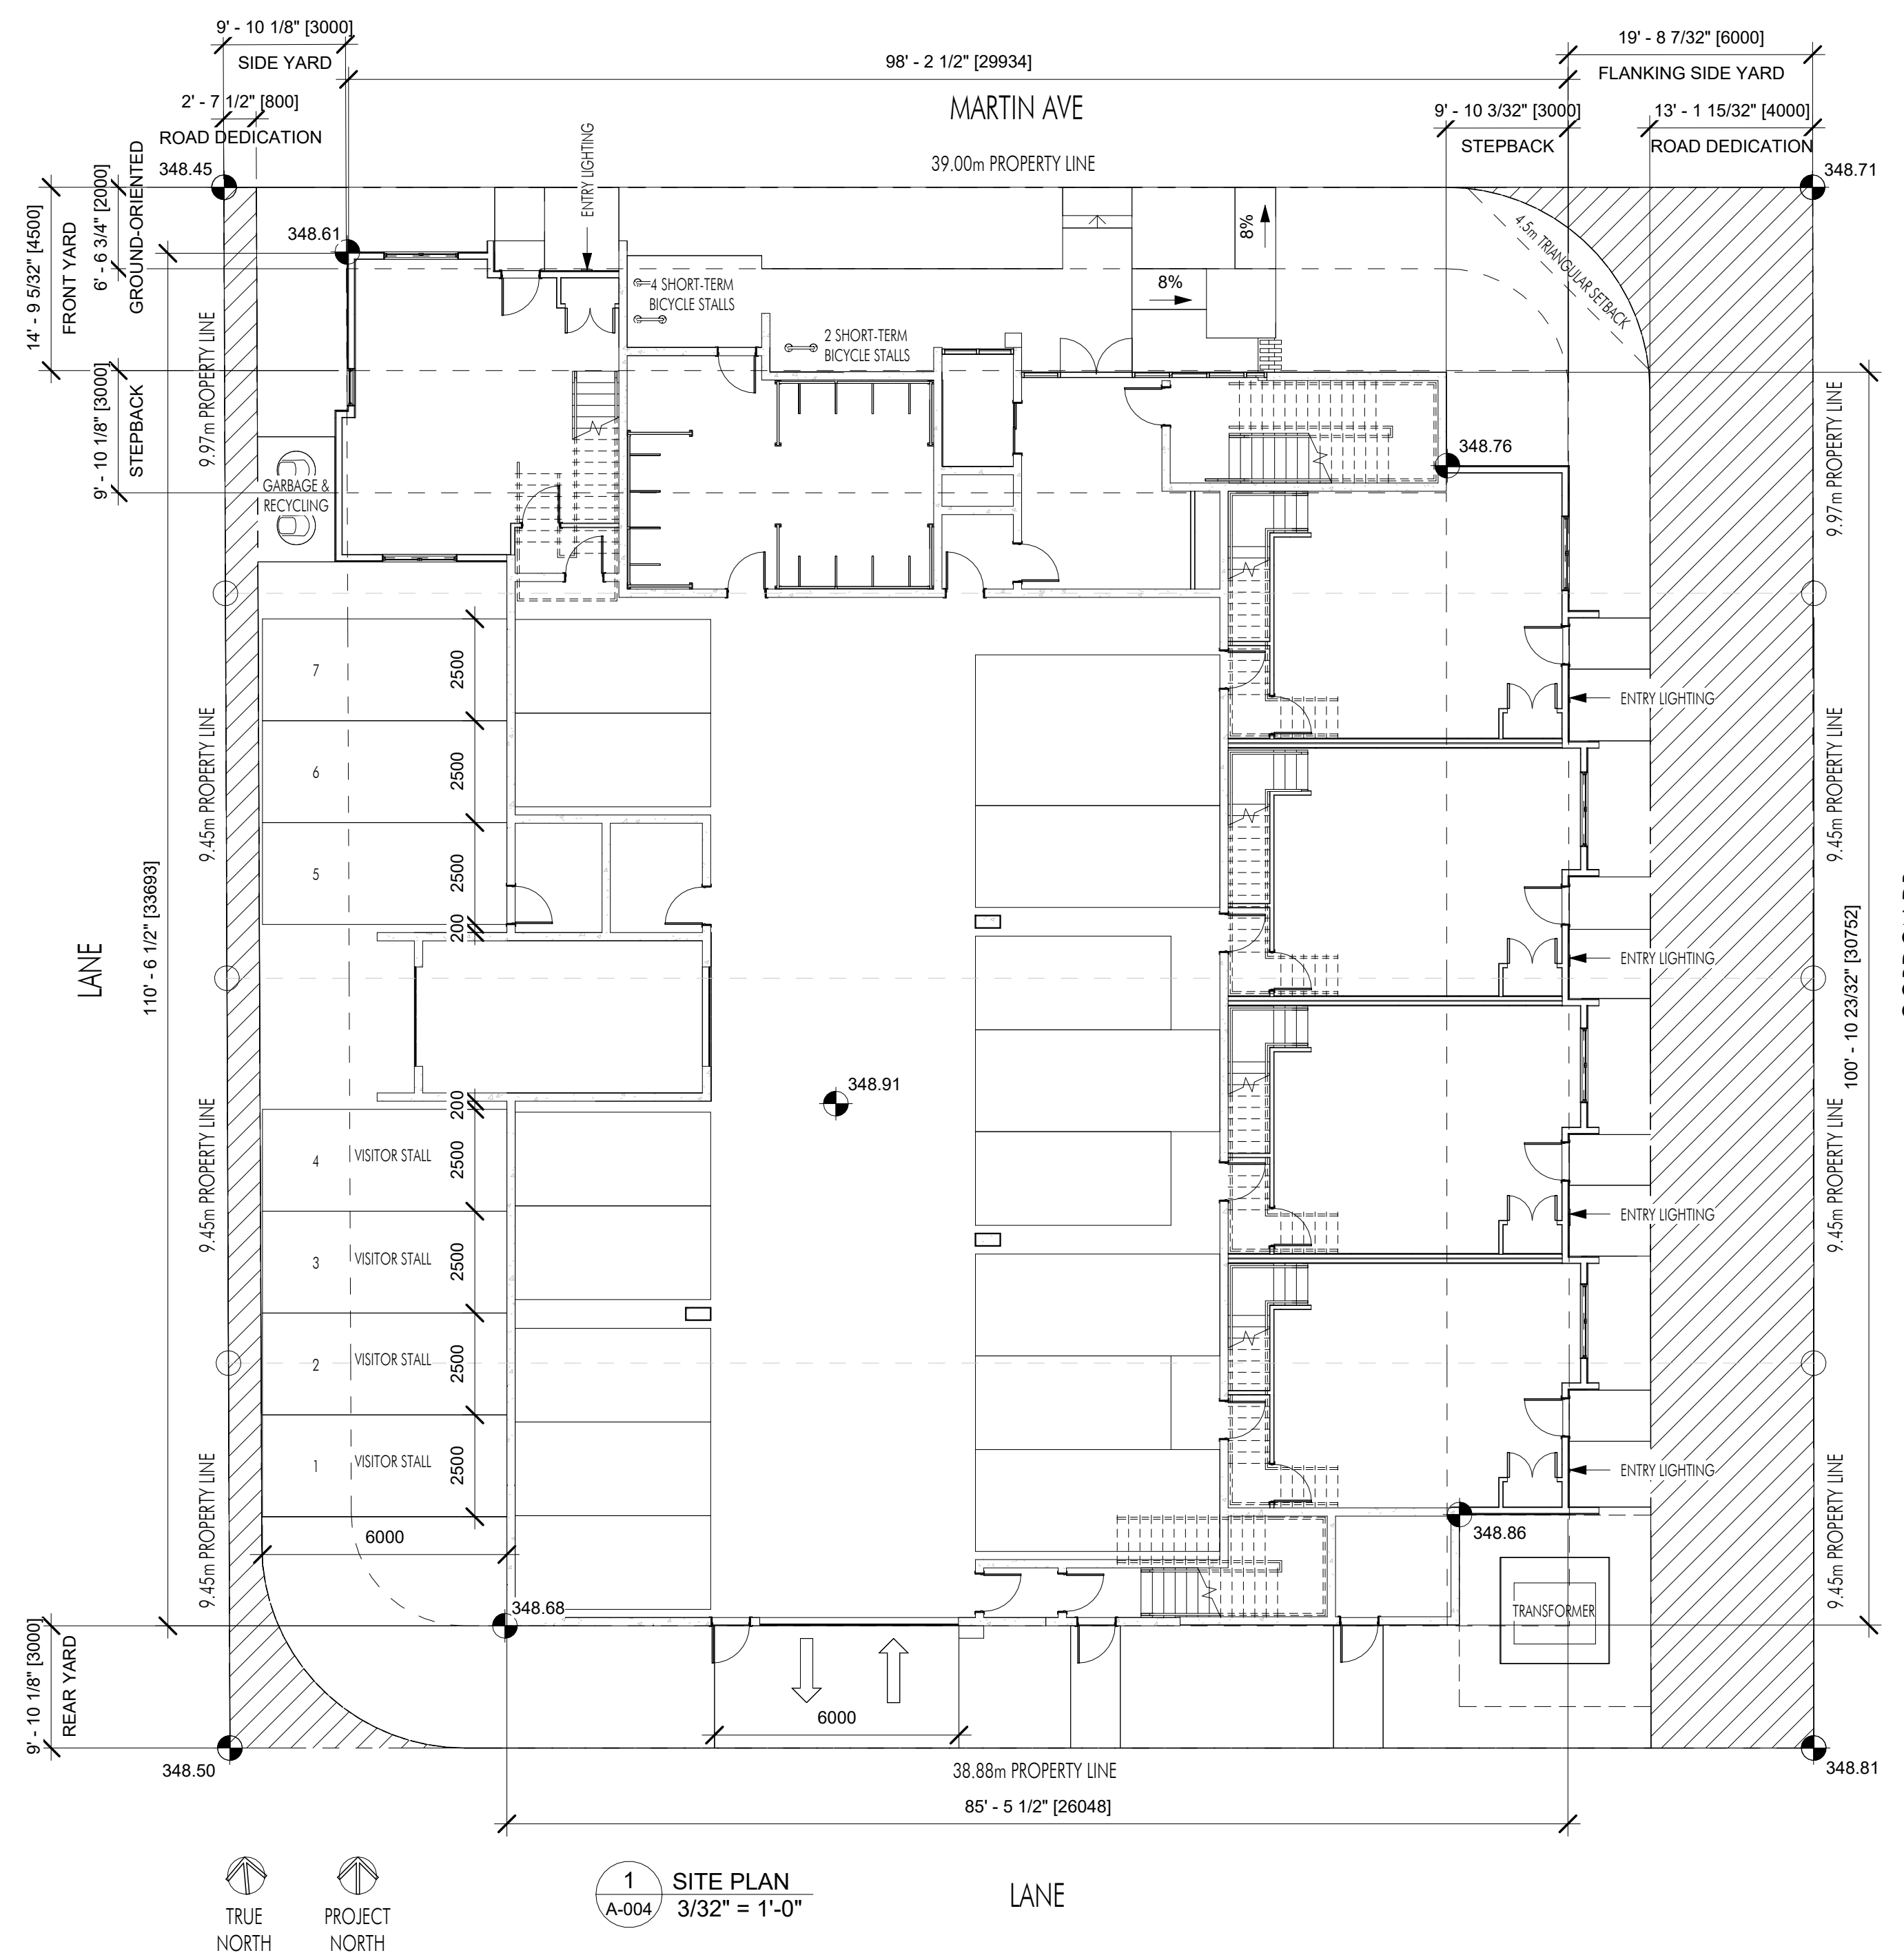 9' - 10 1/8" [3000]
SIDE YARD
98' - 2 1/2" [29934]
19' - 8 7/32" [6000]
FLANKING SIDE YARD
2' - 7 1/2" [800]
ROAD DEDICATION
MARTIN AVE
9' - 10 3/32" [3000]
STEPBACK
13' - 1 15/32" [4000]
ROAD DEDICATION
39.00m PROPERTY LINE
348.45
348.71
14' - 9 5/32" [4500]
FRONT YARD
6' - 6 3/4" [2000]
GROUND-ORIENTED
ENTRY LIGHTING
348.61
8%
8%
4.5m TRIANGULAR SETBACK
4 SHORT-TERM
BICYCLE STALLS
2 SHORT-TERM
BICYCLE STALLS
9' - 10 1/8" [3000]
STEPBACK
9.97m PROPERTY LINE
9.97m PROPERTY LINE
348.76
GARBAGE &
RECYCLING
7
2500
ENTRY LIGHTING
6
2500
9.45m PROPERTY LINE
9.45m PROPERTY LINE
5
2500
200
LANE
110' - 6 1/2" [33693]
ENTRY LIGHTING
100' - 10 23/32" [30752]
348.91
200
4
VISITOR STALL
2500
9.45m PROPERTY LINE
9.45m PROPERTY LINE
ENTRY LIGHTING
3
VISITOR STALL
2500
2
VISITOR STALL
2500
1
VISITOR STALL
2500
ENTRY LIGHTING
9.45m PROPERTY LINE
9.45m PROPERTY LINE
6000
348.86
348.68
TRANSFORMER
9' - 10 1/8" [3000]
REAR YARD
6000
348.50
38.88m PROPERTY LINE
348.81
85' - 5 1/2" [26048]
TRUE
NORTH
PROJECT
NORTH
1
A-004
SITE PLAN
3/32" = 1'-0"
LANE